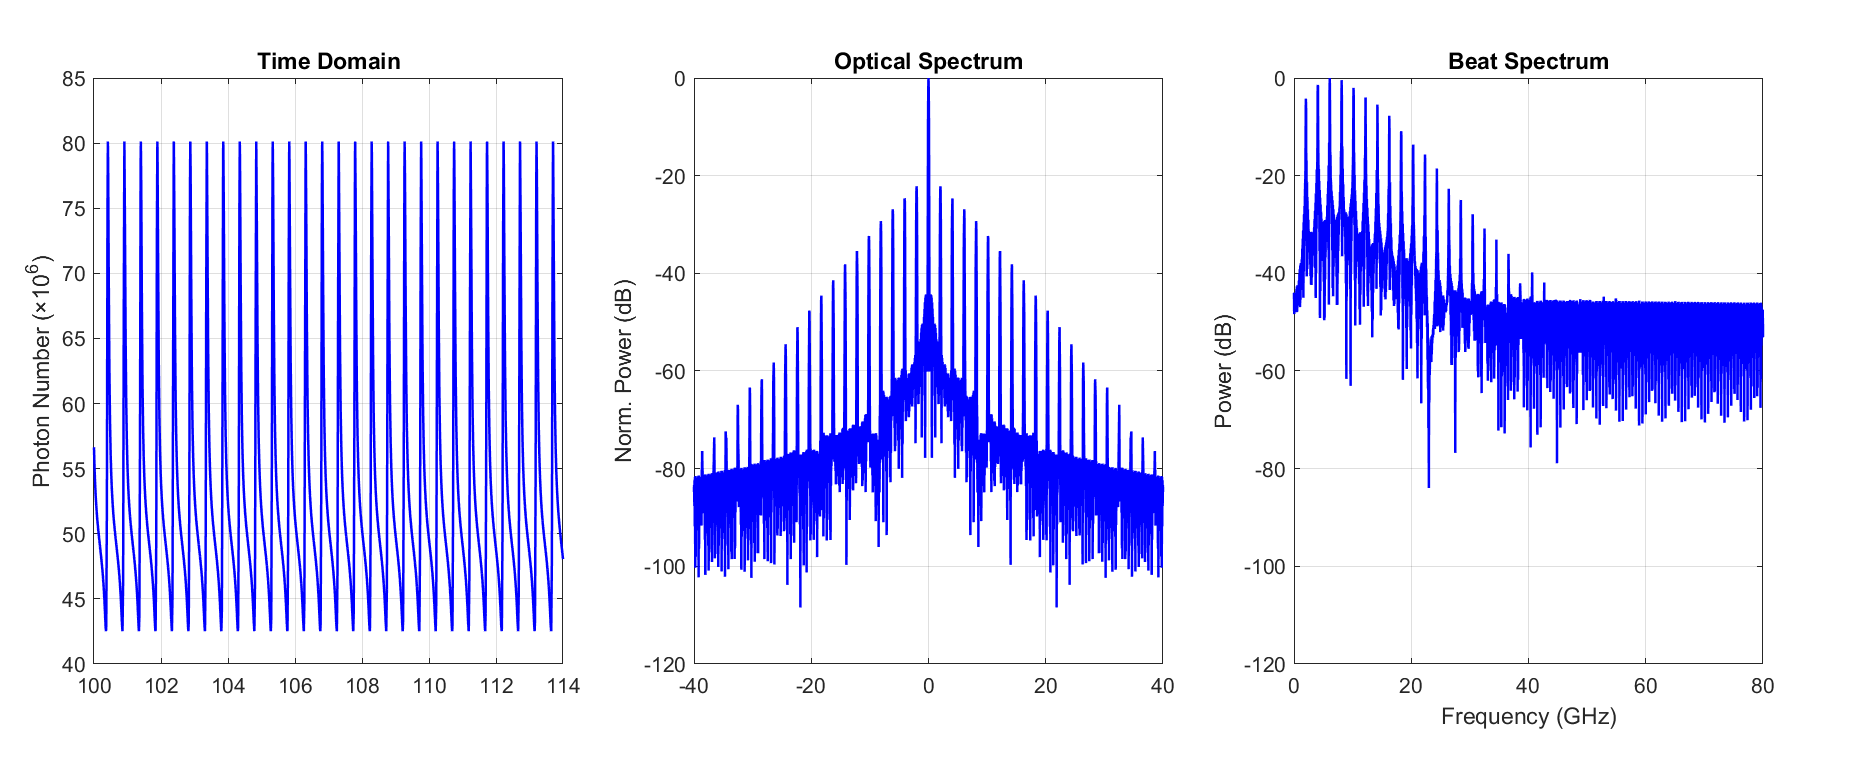 Time Domain
Photon Number (×10⁶)
85
80
75
70
65
60
55
50
45
40
100 102 104 106 108 110 112 114
Optical Spectrum
Norm. Power (dB)
0
-20
-40
-60
-80
-100
-120
-40 -20 0 20 40
Beat Spectrum
Power (dB)
0
-20
-40
-60
-80
-100
-120
0 20 40 60 80
Frequency (GHz)